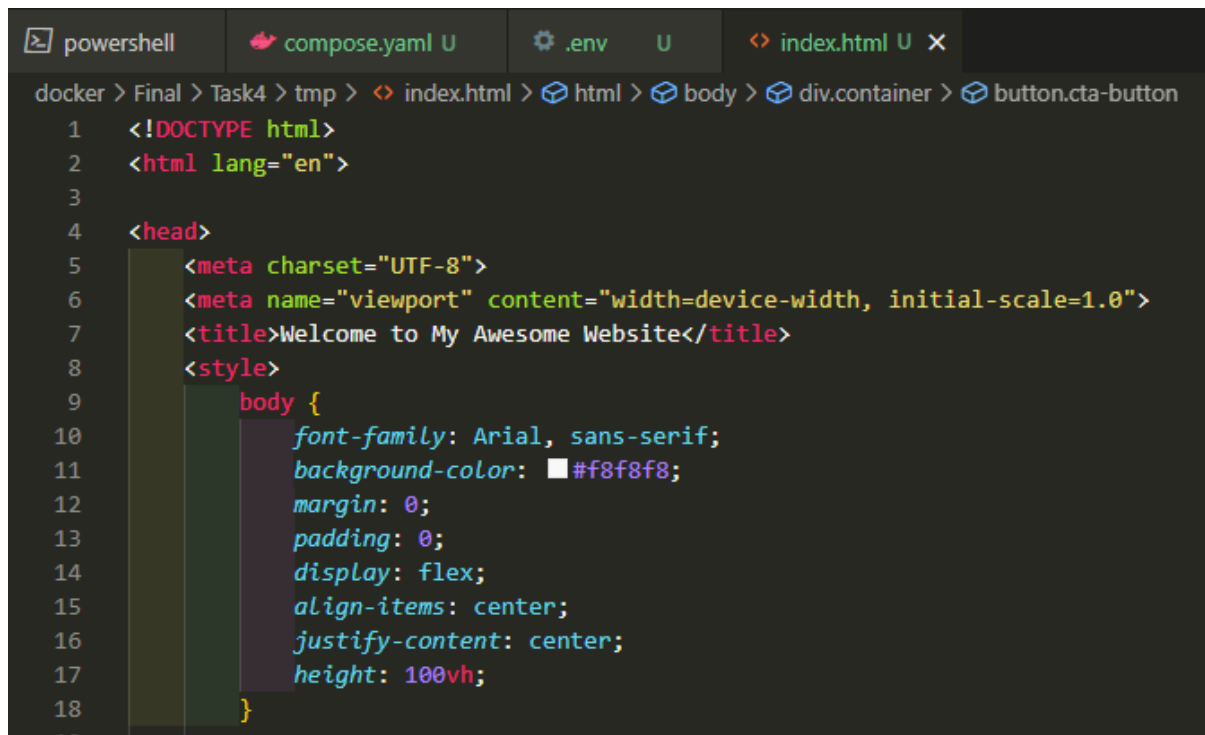 powershell compose.yaml U .env U index.html U
docker > Final > Task4 > tmp > index.html > html > body > div.container > button.cta-button
1 <!DOCTYPE html>
2 <html lang="en">
3
4 <head>
5 <meta charset="UTF-8">
6 <meta name="viewport" content="width=device-width, initial-scale=1.0">
7 <title>Welcome to My Awesome Website</title>
8 <style>
9 body {
10 font-family: Arial, sans-serif;
11 background-color: #f8f8f8;
12 margin: 0;
13 padding: 0;
14 display: flex;
15 align-items: center;
16 justify-content: center;
17 height: 100vh;
18 }